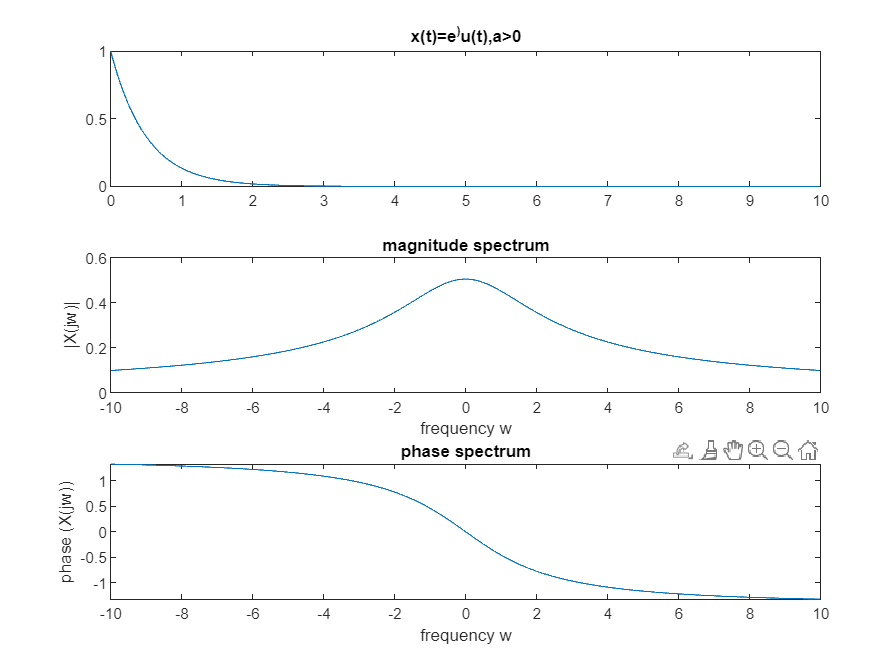 x(t)=e⁾u(t),a>0
1
0.5
0
0 1 2 3 4 5 6 7 8 9 10
magnitude spectrum
|X(jw)|
0.6
0.4
0.2
0
-10 -8 -6 -4 -2 0 2 4 6 8 10
frequency w
phase spectrum
phase (X(jw))
1
0.5
0
-0.5
-1
-10 -8 -6 -4 -2 0 2 4 6 8 10
frequency w